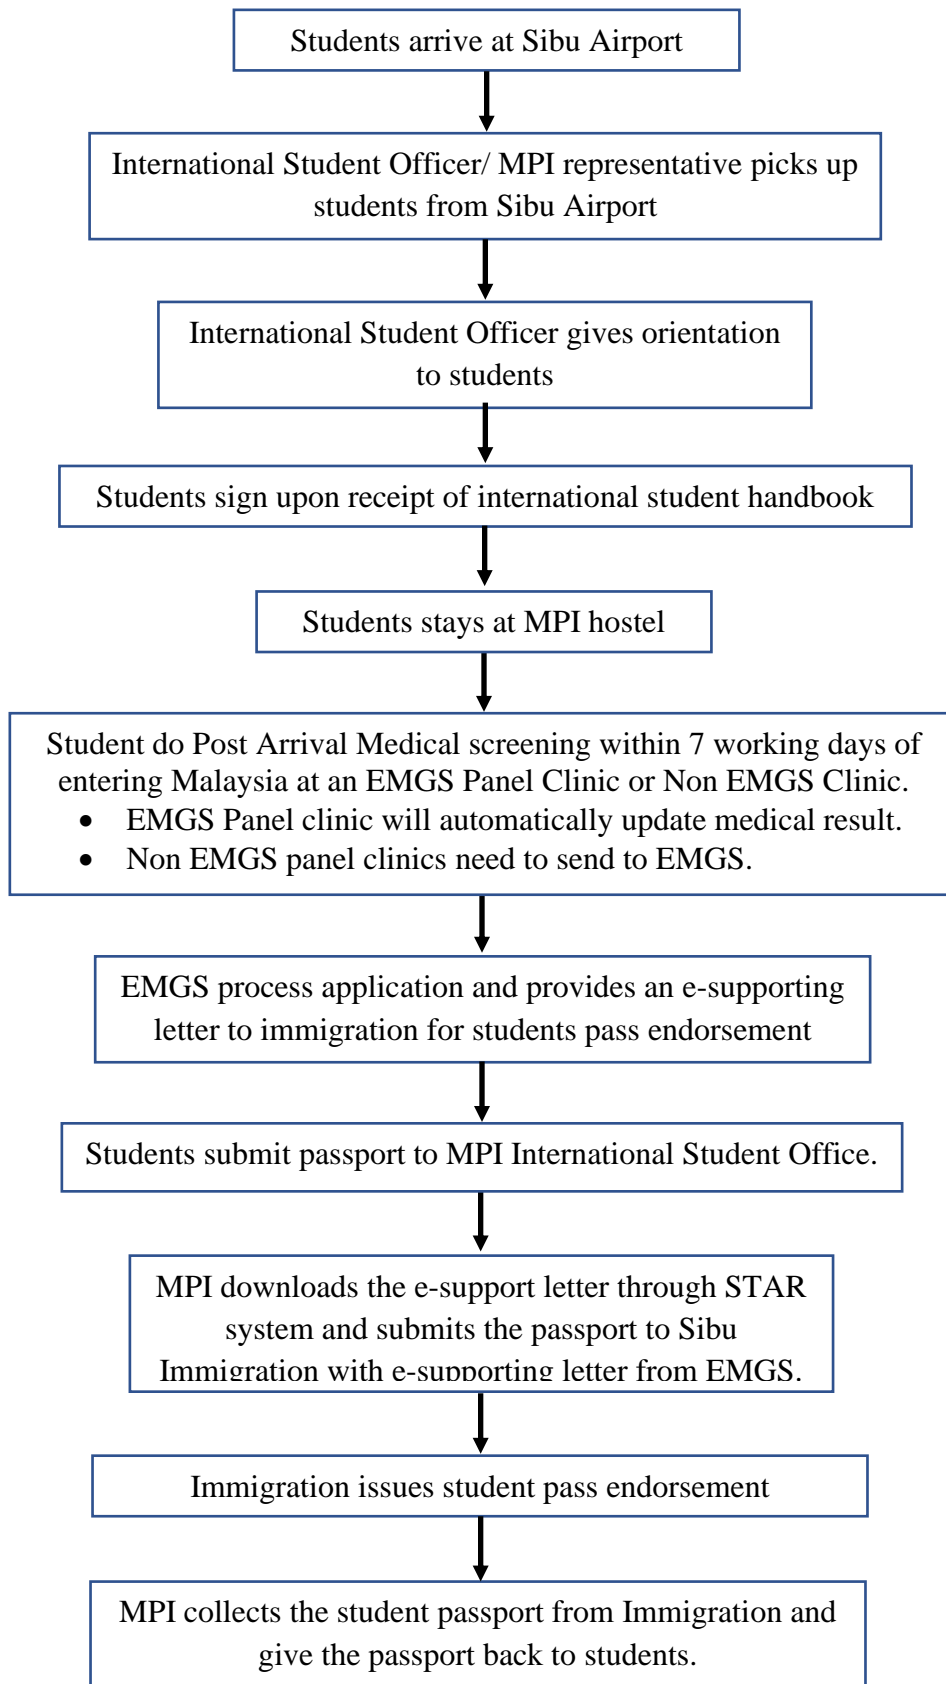 Students arrive at Sibu Airport
International Student Officer/ MPI representative picks up
students from Sibu Airport
International Student Officer gives orientation
to students
Students sign upon receipt of international student handbook
Students stays at MPI hostel
Student do Post Arrival Medical screening within 7 working days of
entering Malaysia at an EMGS Panel Clinic or Non EMGS Clinic.
• EMGS Panel clinic will automatically update medical result.
• Non EMGS panel clinics need to send to EMGS.
EMGS process application and provides an e-supporting
letter to immigration for students pass endorsement
Students submit passport to MPI International Student Office.
MPI downloads the e-support letter through STAR
system and submits the passport to Sibu
Immigration with e-supporting letter from EMGS.
Immigration issues student pass endorsement
MPI collects the student passport from Immigration and
give the passport back to students.